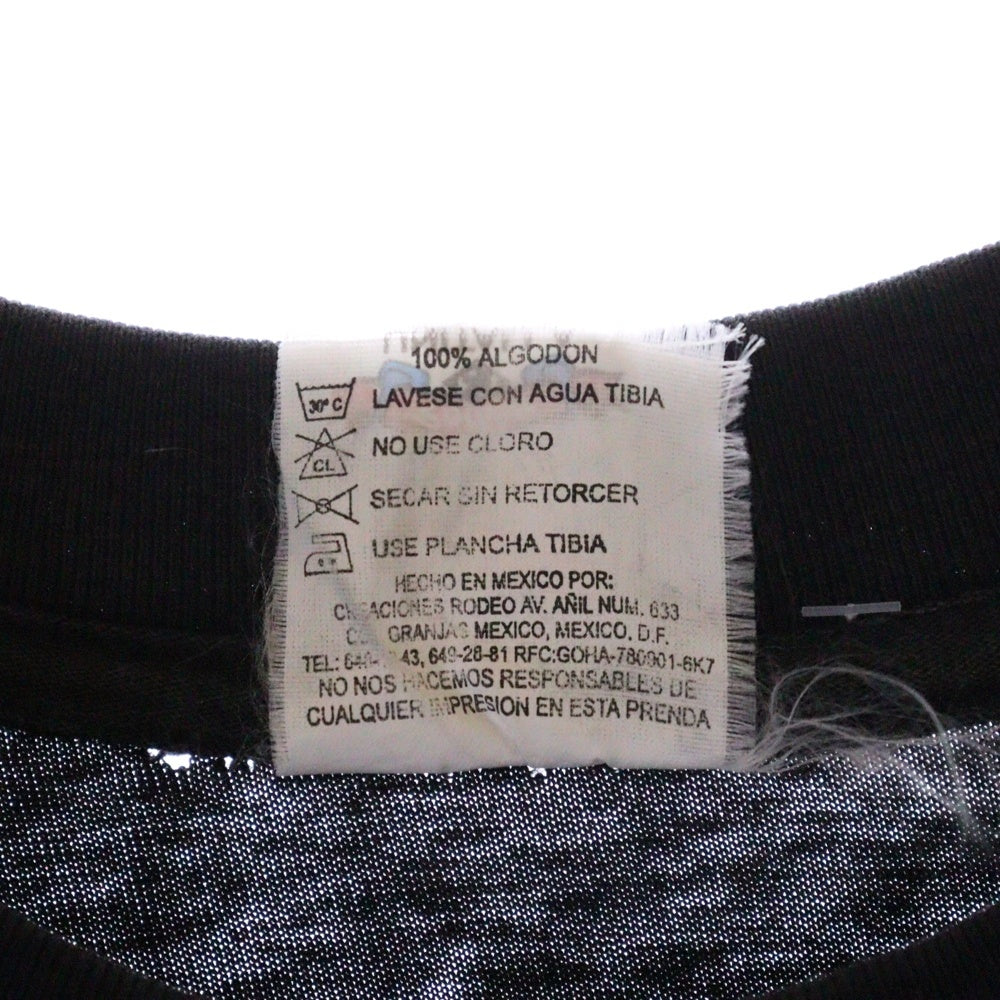 100% ALGODON
30° C LAVESE CON AGUA TIBIA
CL NO USE CLORO
SECAR SIN RETORCER
USE PLANCHA TIBIA
HECHO EN MEXICO POR:
CREACIONES RODEO AV. AÑIL NUM. 633
GRANJAS MEXICO, MEXICO, D.F.
TEL: 43, 649-26-81 RFC:GOHA-780901-6K7
NO NOS HACEMOS RESPONSABLES DE
CUALQUIER IMPRESION EN ESTA PRENDA